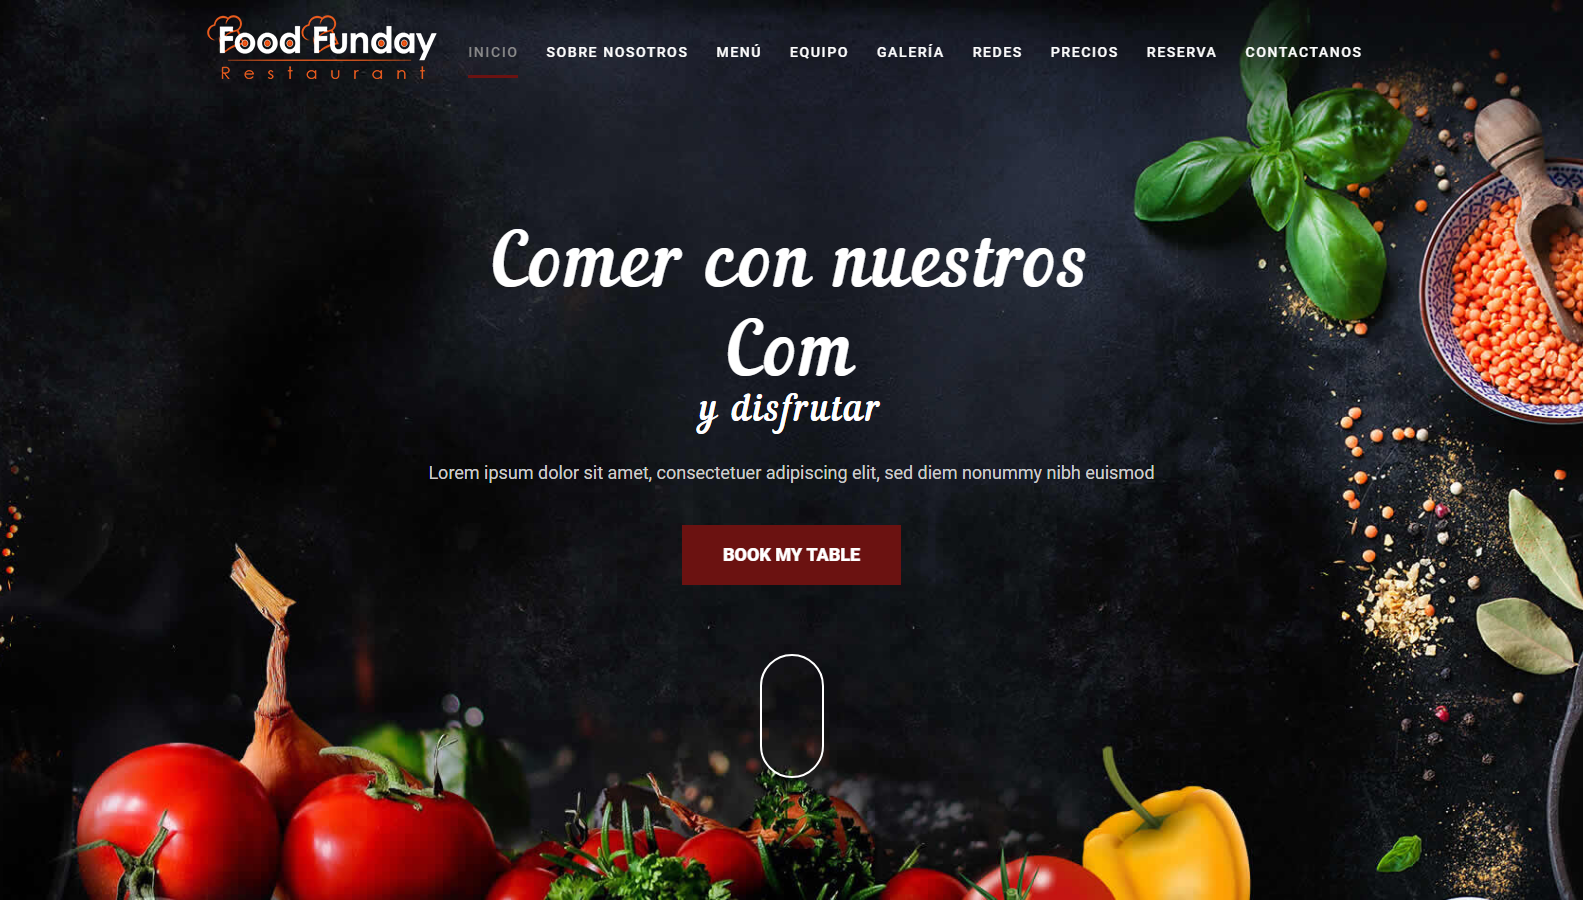 Food Funday
Restaurant
INICIO SOBRE NOSOTROS MENÚ EQUIPO GALERÍA REDES PRECIOS RESERVA CONTACTANOS
Comer con nuestros
Com
y disfrutar
Lorem ipsum dolor sit amet, consectetuer adipiscing elit, sed diem nonummy nibh euismod
BOOK MY TABLE